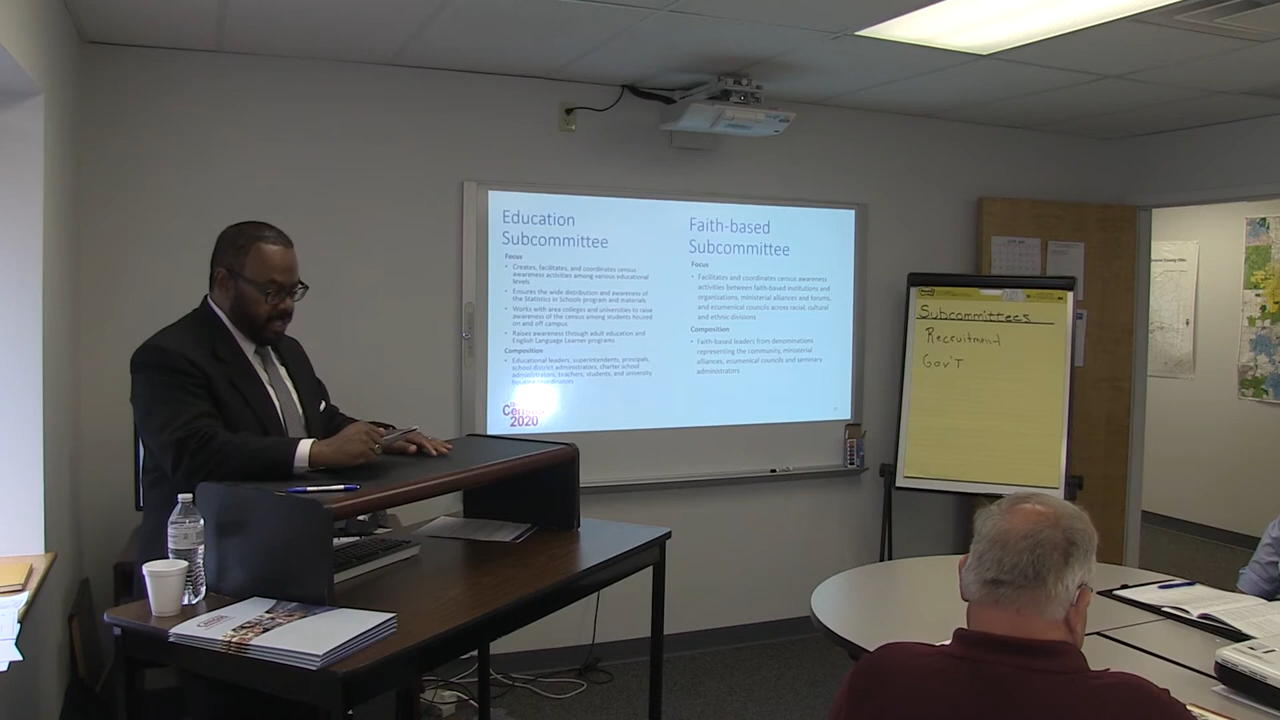 Education
Subcommittee
Focus
• Creates, facilitates, and coordinates census
awareness activities among various educational
levels
• Ensures the wide distribution and awareness of
the Statistics in Schools program and materials
• Works with area colleges and universities to raise
awareness of the census among students housed
on and off campus
• Raises awareness through adult education and
English Language Learner programs
Composition
• Educational leaders, superintendents, principals,
school district administrators, charter school
administrators, teachers, students, and university
housing coordinators
Census
2020
Faith-based
Subcommittee
Focus
• Facilitates and coordinates census awareness
activities between faith-based institutions and
organizations, ministerial alliances and forums,
and ecumenical councils across racial, cultural
and ethnic divisions
Composition
• Faith-based leaders from denominations
representing the community, ministerial
alliances, ecumenical councils and seminary
administrators
Subcommittees
Recruitment
Gov'T